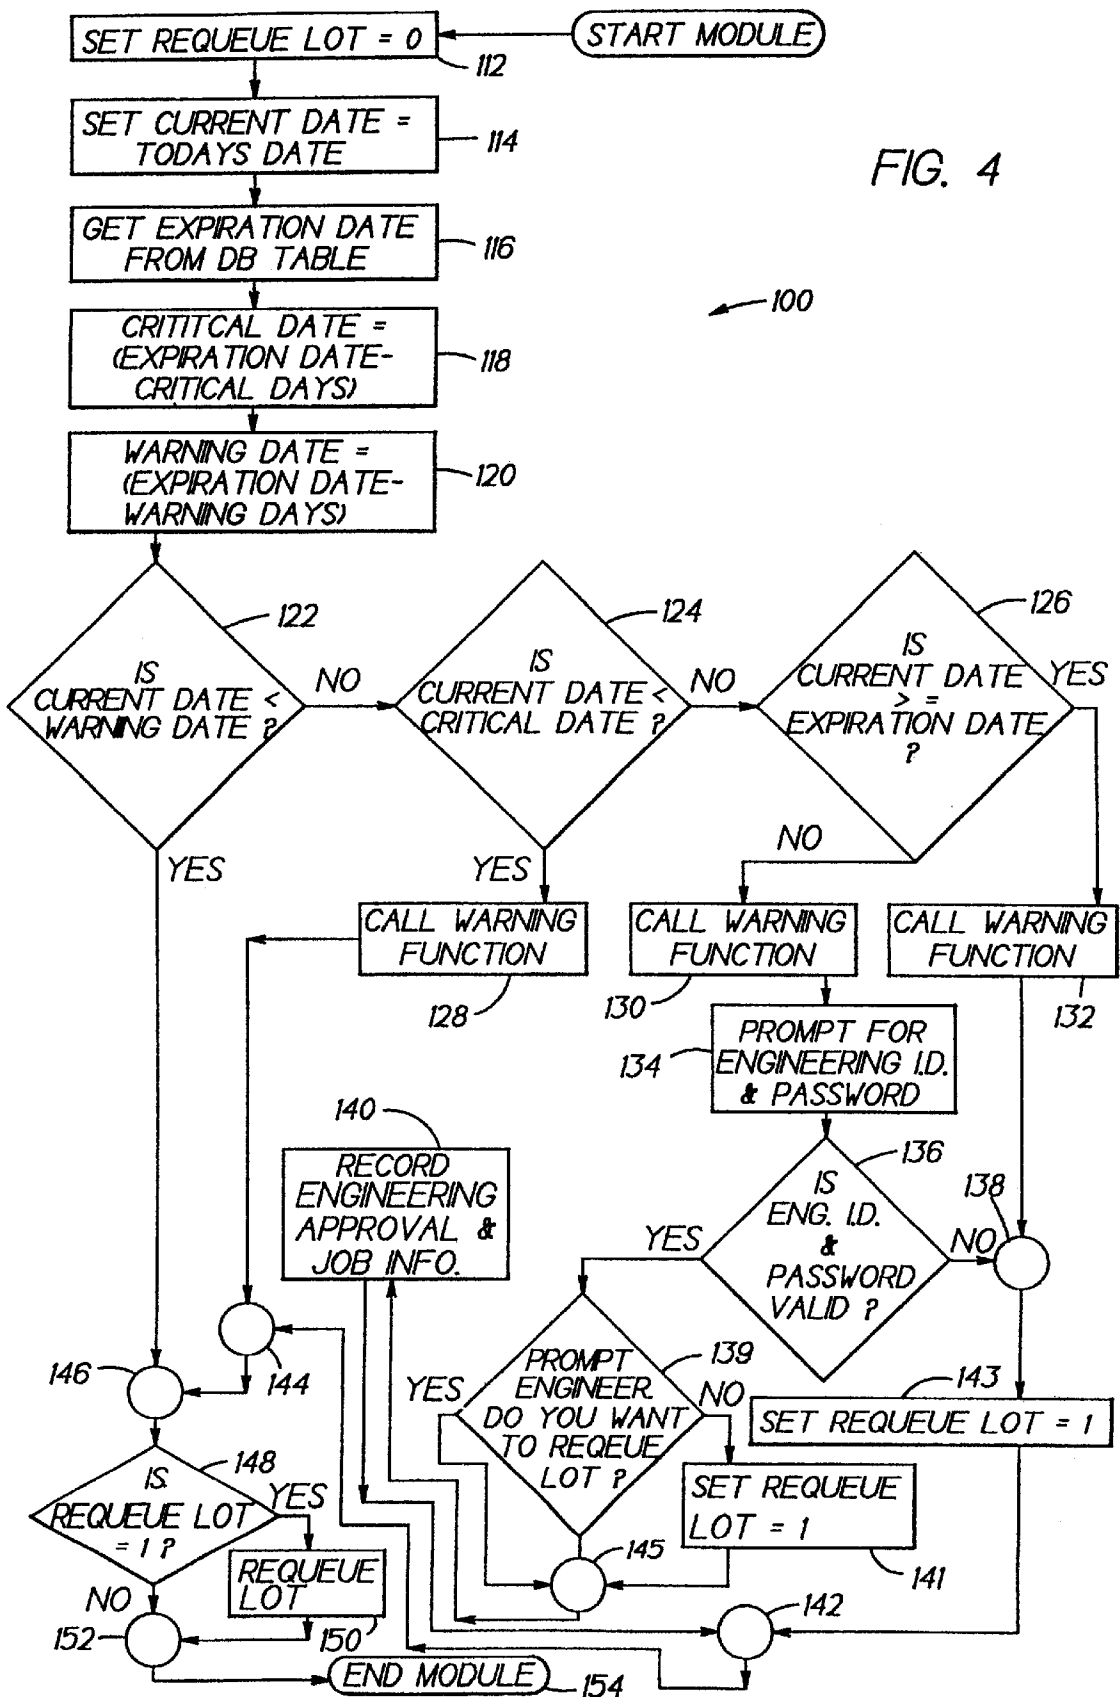 SET REQUEUE LOT = 0
START MODULE
112
SET CURRENT DATE =
TODAYS DATE
114
FIG. 4
GET EXPIRATION DATE
FROM DB TABLE
116
100
CRITITCAL DATE =
(EXPIRATION DATE-
CRITICAL DAYS)
118
WARNING DATE =
(EXPIRATION DATE-
WARNING DAYS)
120
122
IS
CURRENT DATE <
WARNING DATE ?
NO
YES
124
IS
CURRENT DATE <
CRITICAL DATE ?
NO
YES
126
IS
CURRENT DATE
> =
EXPIRATION DATE
?
YES
NO
CALL WARNING
FUNCTION
128
CALL WARNING
FUNCTION
130
CALL WARNING
FUNCTION
132
134
PROMPT FOR
ENGINEERING I.D.
& PASSWORD
140
RECORD
ENGINEERING
APPROVAL &
JOB INFO.
136
IS
ENG. I.D.
&
PASSWORD
VALID ?
YES
NO
138
146
144
139
PROMPT
ENGINEER.
DO YOU WANT
TO REQEUE
LOT ?
YES
NO
143
SET REQUEUE LOT = 1
148
IS
REQUEUE LOT
= 1 ?
YES
NO
SET REQUEUE
LOT = 1
141
145
REQUEUE
LOT
150
142
152
END MODULE
154